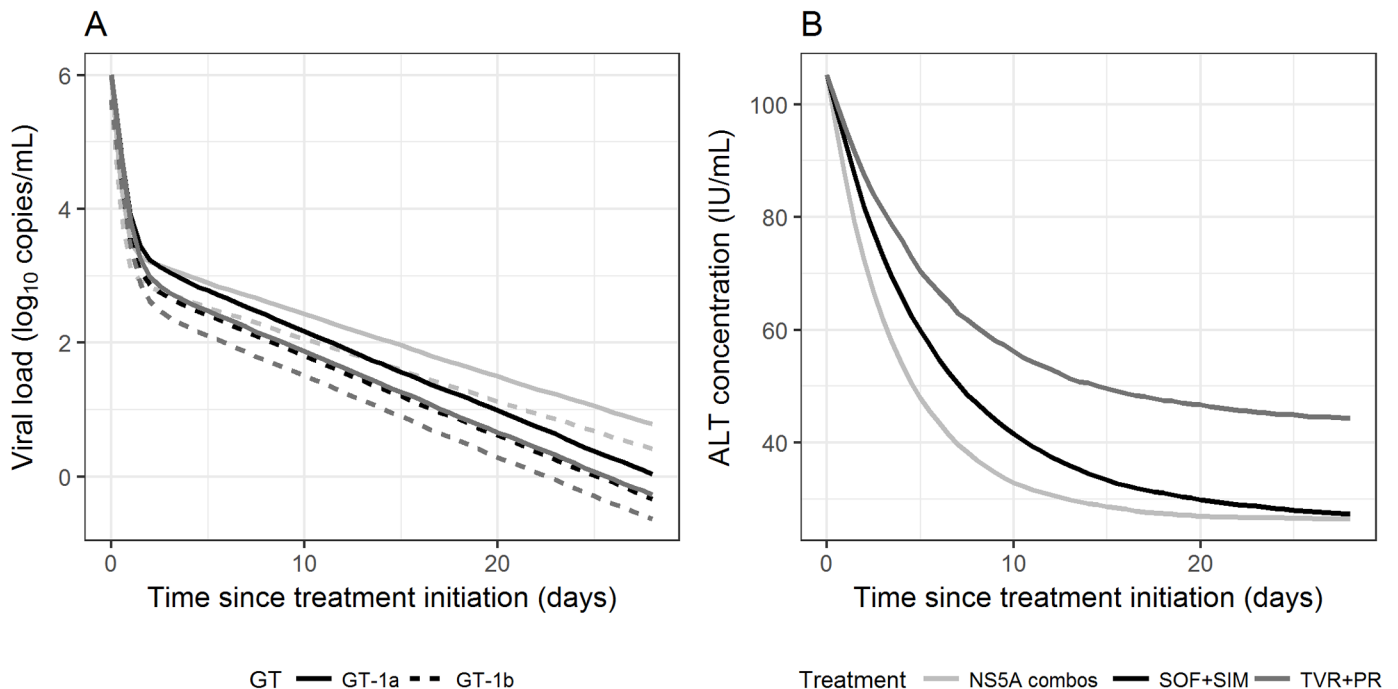 A
Viral load (log10 copies/mL)
6
4
2
0
0 10 20
Time since treatment initiation (days)
GT GT-1a GT-1b
B
ALT concentration (IU/mL)
100
80
60
40
0 10 20
Time since treatment initiation (days)
Treatment NS5A combos SOF+SIM TVR+PR